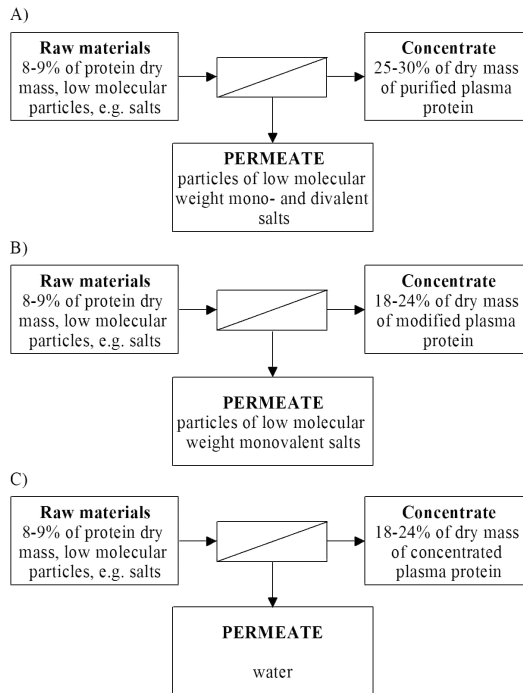 A)
Raw materials
8-9% of protein dry
mass, low molecular
particles, e.g. salts
Concentrate
25-30% of dry mass
of purified plasma
protein
PERMEATE
particles of low molecular
weight mono- and divalent
salts
B)
Raw materials
8-9% of protein dry
mass, low molecular
particles, e.g. salts
Concentrate
18-24% of dry mass
of modified plasma
protein
PERMEATE
particles of low molecular
weight monovalent salts
C)
Raw materials
8-9% of protein dry
mass, low molecular
particles, e.g. salts
Concentrate
18-24% of dry mass
of concentrated
plasma protein
PERMEATE
water